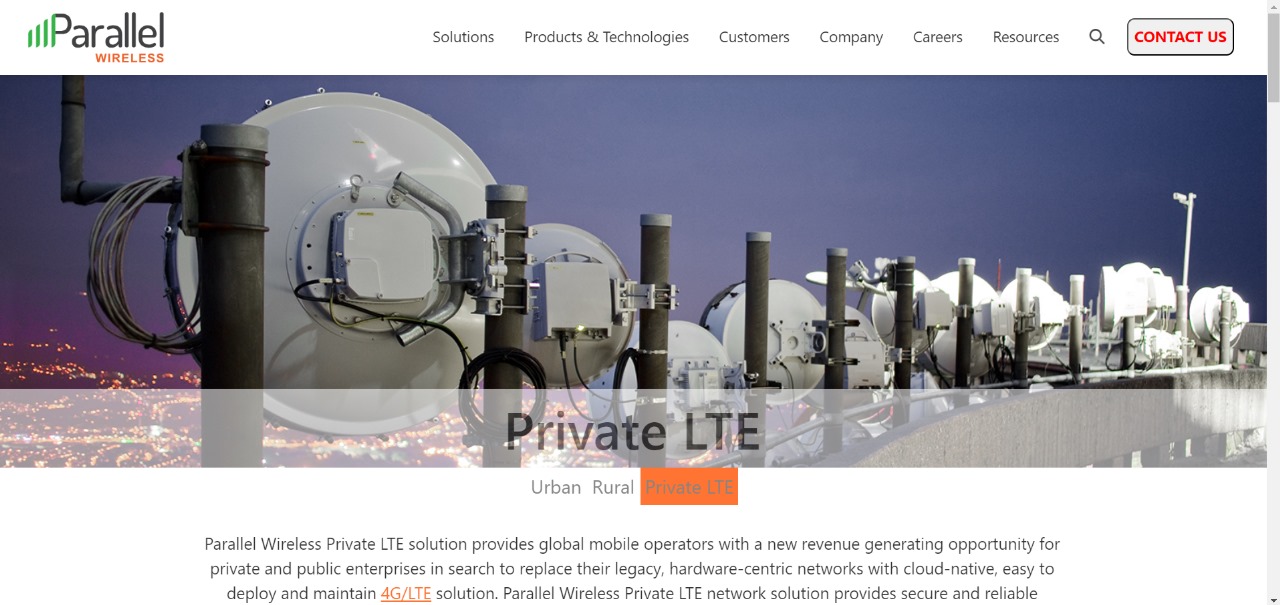 Parallel
WIRELESS
Solutions Products & Technologies Customers Company Careers Resources CONTACT US
Private LTE
Urban Rural Private LTE
Parallel Wireless Private LTE solution provides global mobile operators with a new revenue generating opportunity for
private and public enterprises in search to replace their legacy, hardware-centric networks with cloud-native, easy to
deploy and maintain 4G/LTE solution. Parallel Wireless Private LTE network solution provides secure and reliable